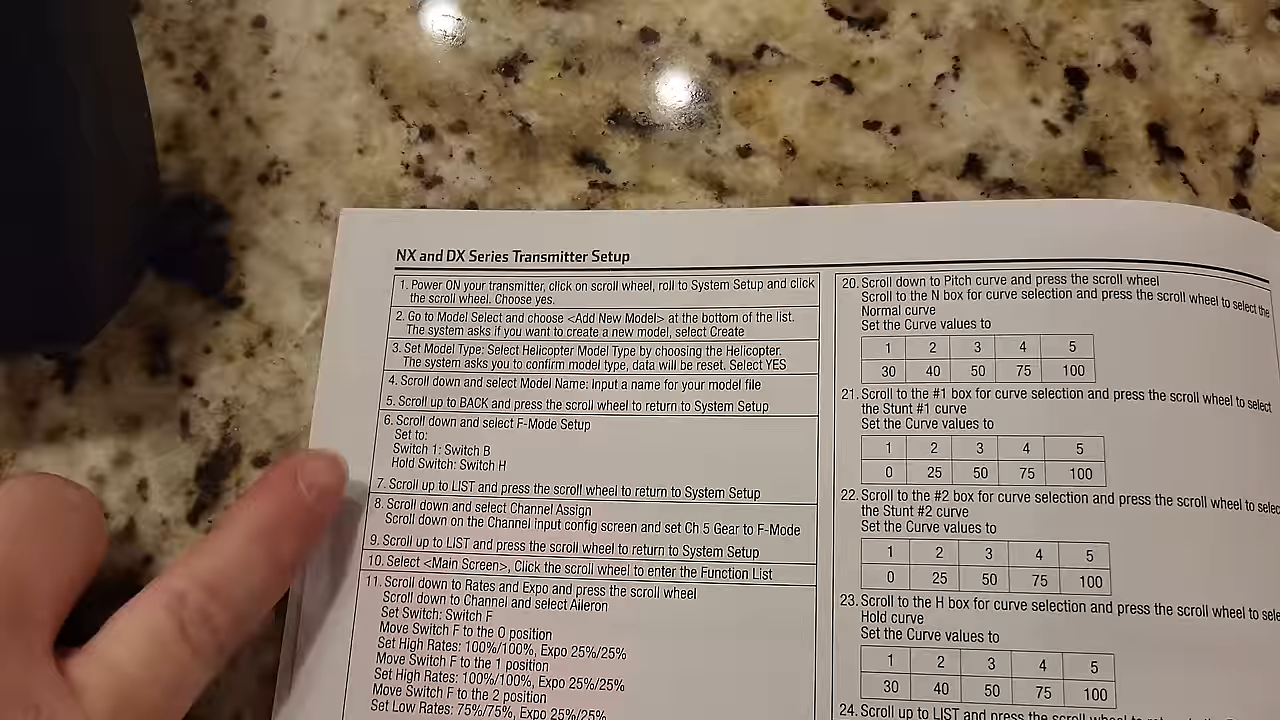 NX and DX Series Transmitter Setup
1. Power ON your transmitter, click on scroll wheel, roll to System Setup and click
the scroll wheel. Choose yes.
2. Go to Model Select and choose <Add New Model> at the bottom of the list.
The system asks if you want to create a new model, select Create
3. Set Model Type: Select Helicopter Model Type by choosing the Helicopter.
The system asks you to confirm model type, data will be reset. Select YES
4. Scroll down and select Model Name: Input a name for your model file
5. Scroll up to BACK and press the scroll wheel to return to System Setup
6. Scroll down and select F-Mode Setup
Set to:
Switch 1: Switch B
Hold Switch: Switch H
7. Scroll up to LIST and press the scroll wheel to return to System Setup
8. Scroll down and select Channel Assign
Scroll down on the Channel Input config screen and set Ch 5 Gear to F-Mode
9. Scroll up to LIST and press the scroll wheel to return to System Setup
10. Select <Main Screen>, Click the scroll wheel to enter the Function List
11. Scroll down to Rates and Expo and press the scroll wheel
Scroll down to Channel and select Aileron
Set Switch: Switch F
Move Switch F to the 0 position
Set High Rates: 100%/100%, Expo 25%/25%
Move Switch F to the 1 position
Set High Rates: 100%/100%, Expo 25%/25%
Move Switch F to the 2 position
Set Low Rates: 75%/75%, Expo 25%/25%
20. Scroll down to Pitch curve and press the scroll wheel
Scroll to the N box for curve selection and press the scroll wheel to select the
Normal curve
Set the Curve values to
1 2 3 4 5
30 40 50 75 100
21. Scroll to the #1 box for curve selection and press the scroll wheel to select
the Stunt #1 curve
Set the Curve values to
1 2 3 4 5
0 25 50 75 100
22. Scroll to the #2 box for curve selection and press the scroll wheel to selec
the Stunt #2 curve
Set the Curve values to
1 2 3 4 5
0 25 50 75 100
23. Scroll to the H box for curve selection and press the scroll wheel to sele
Hold curve
Set the Curve values to
1 2 3 4 5
30 40 50 75 100
24. Scroll up to LIST and press the scroll wheel to